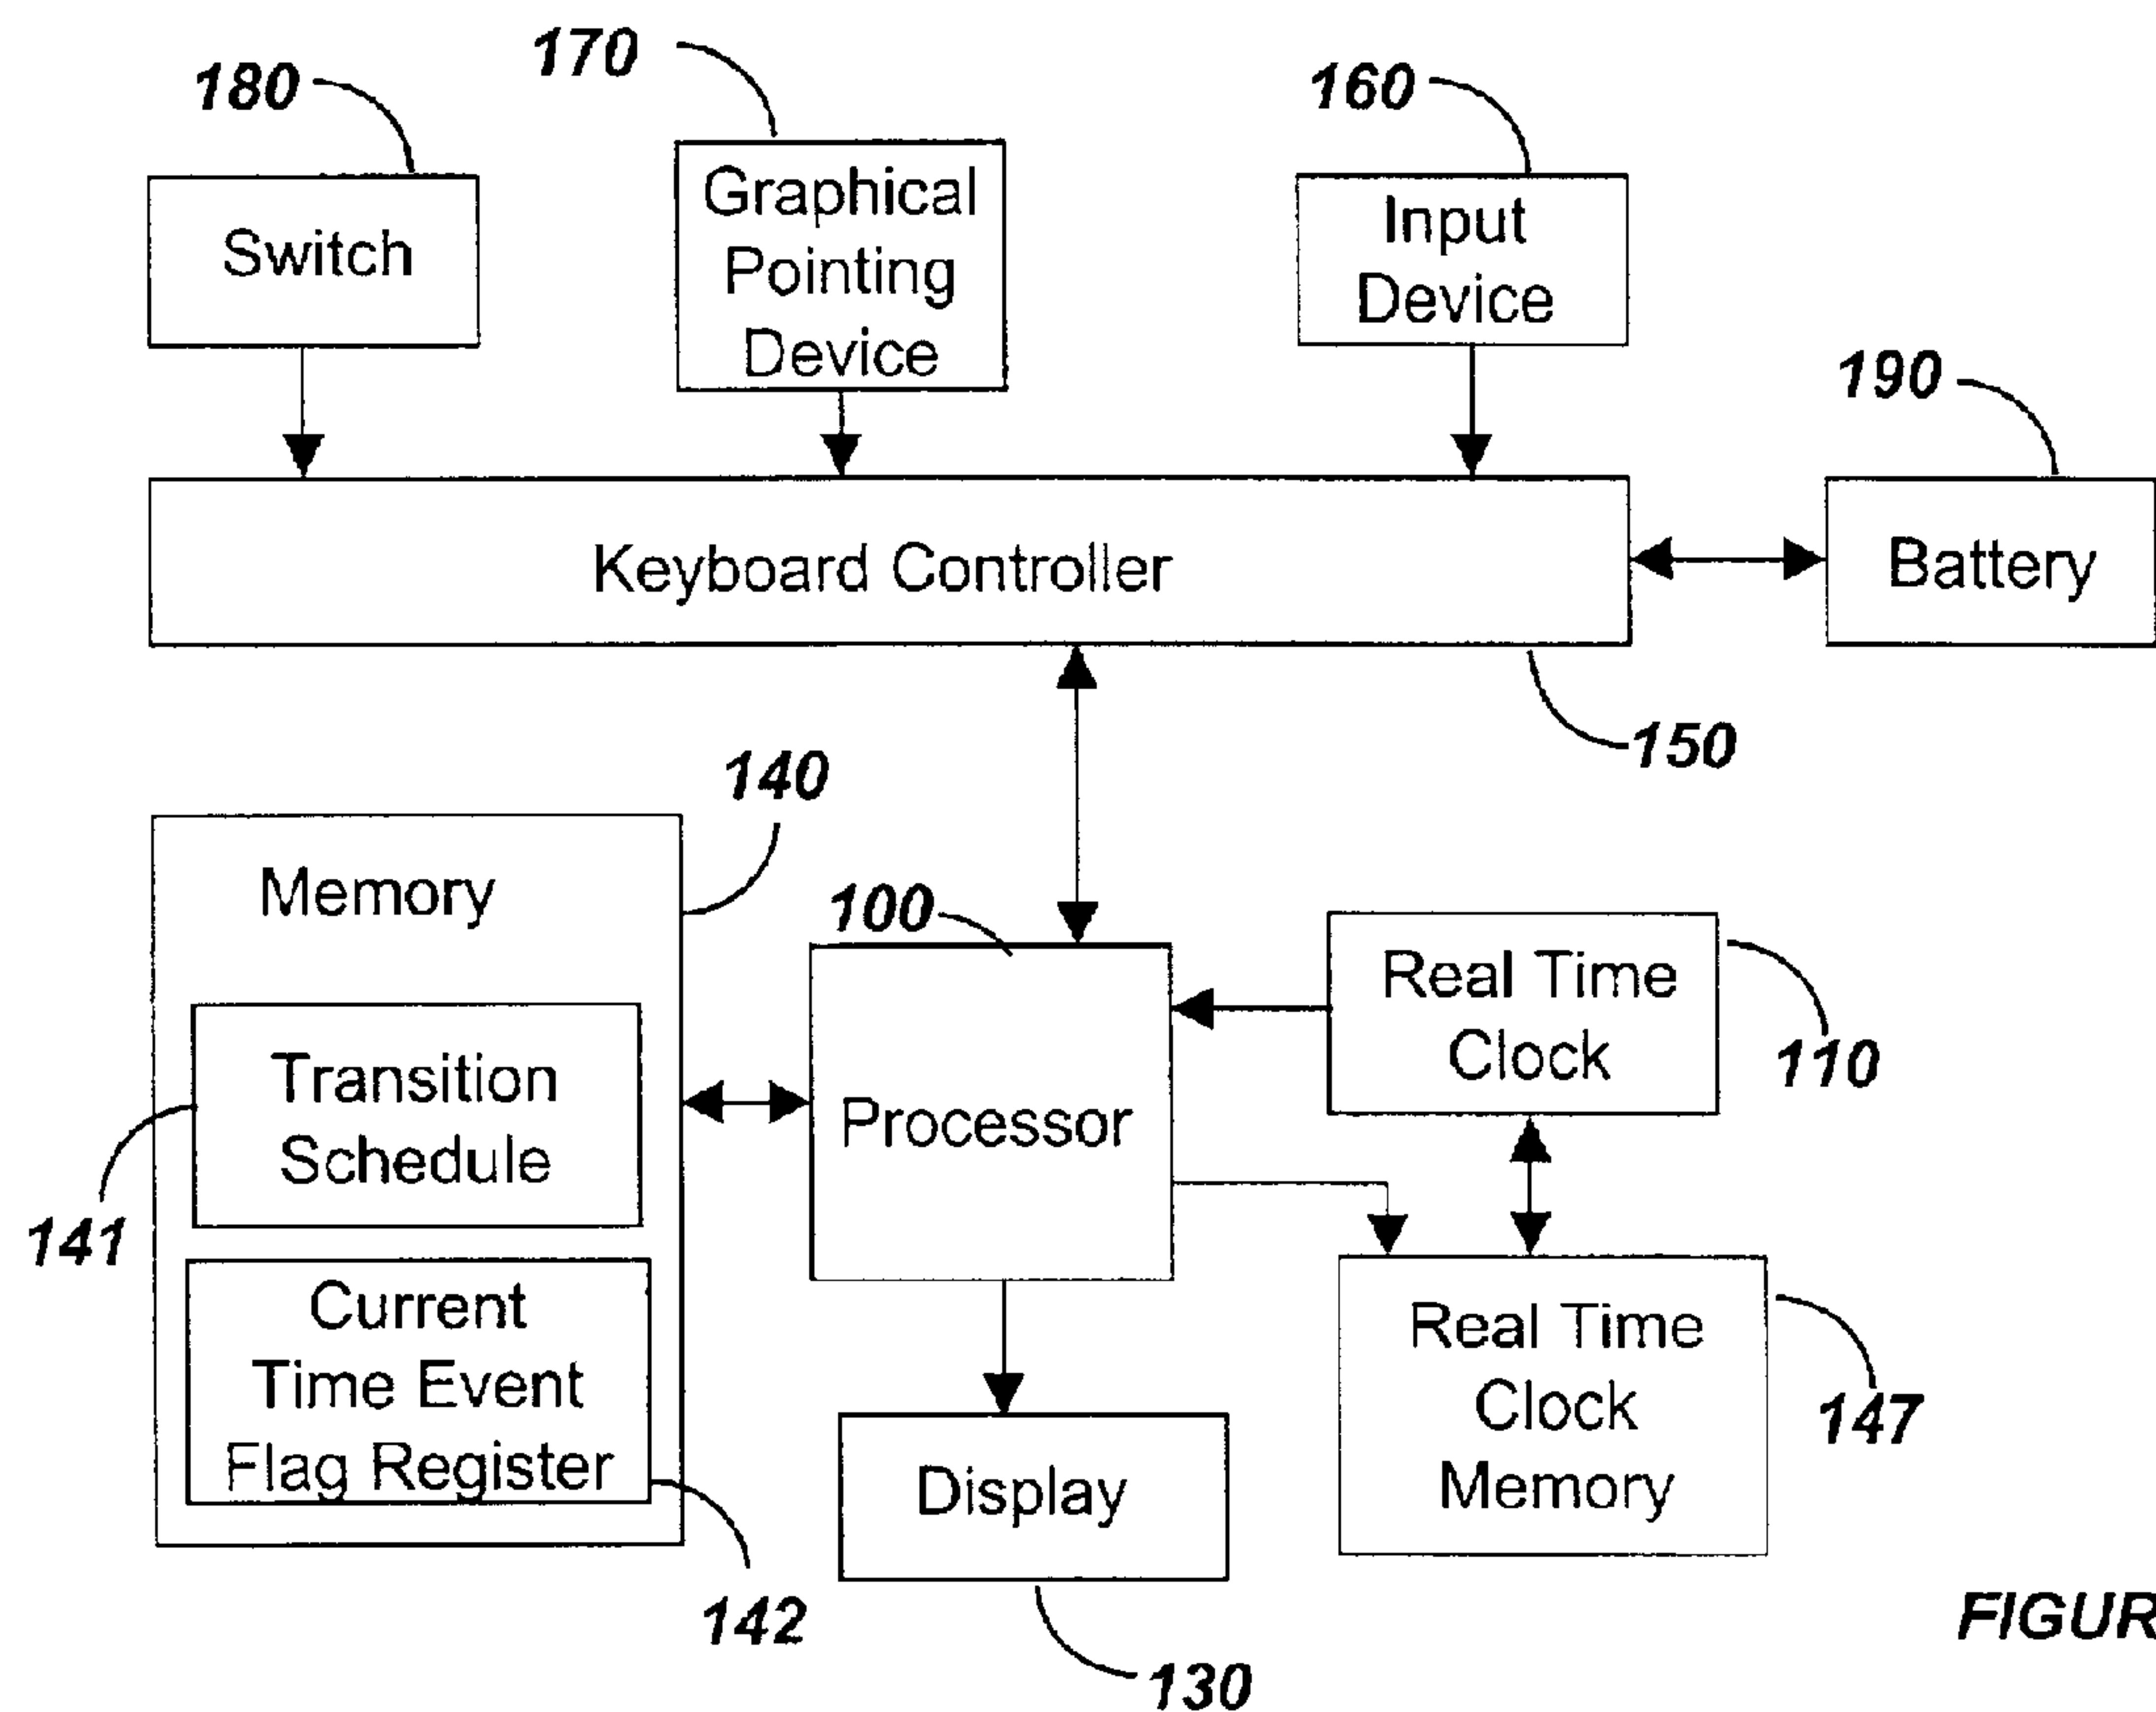 170
180
160
Graphical
Pointing
Device
Switch
Input
Device
190
Keyboard Controller
Battery
150
140
Memory
100
Real Time
Clock
110
Transition
Schedule
Processor
141
Current
Time Event
Flag Register
Real Time
Clock
Memory
147
Display
142
130
FIGUR